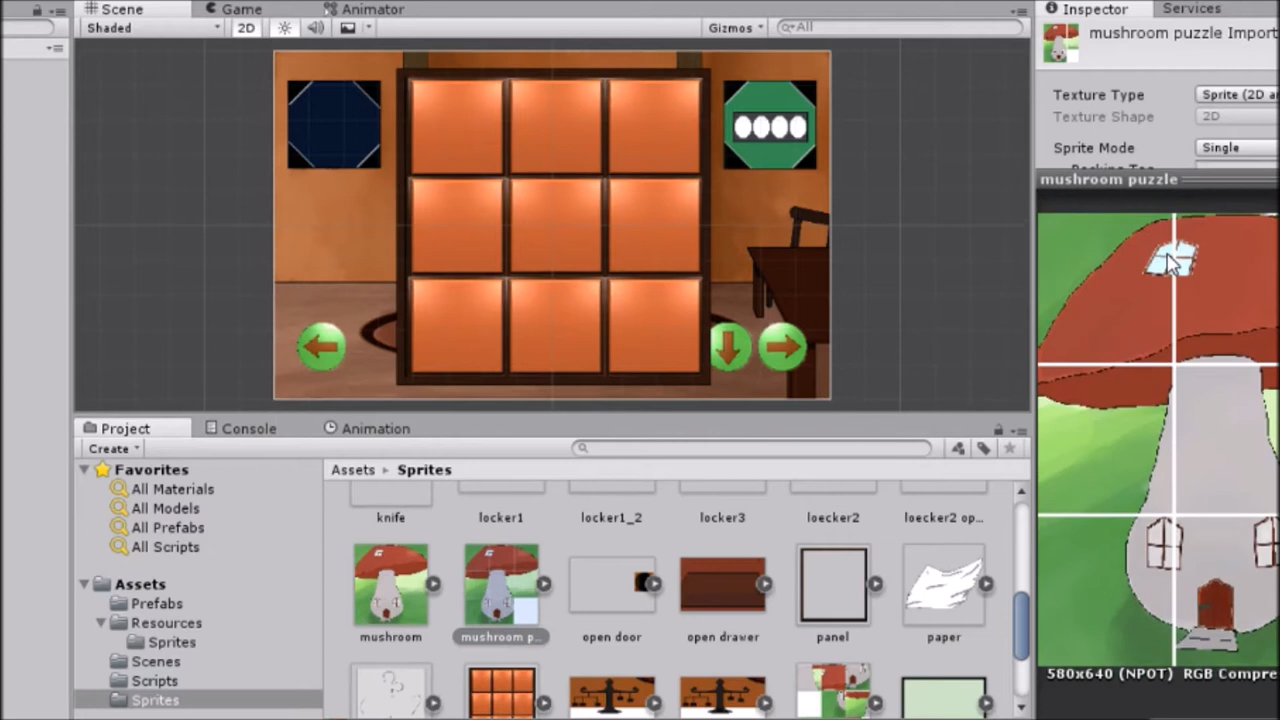 Scene Game Animator
Shaded 2D Gizmos All
Project Console Animation
Create
Assets Sprites
Favorites
All Materials
All Models
All Prefabs
All Scripts
Assets
Prefabs
Resources
Sprites
Scenes
Scripts
Sprites
knife locker1 locker1_2 locker3 loecker2 loecker2 op...
mushroom mushroom p... open door open drawer panel paper
Inspector Services
mushroom puzzle Import
Texture Type Sprite (2D a
Texture Shape 2D
Sprite Mode Single
mushroom puzzle
580x640 (NPOT) RGB Compre